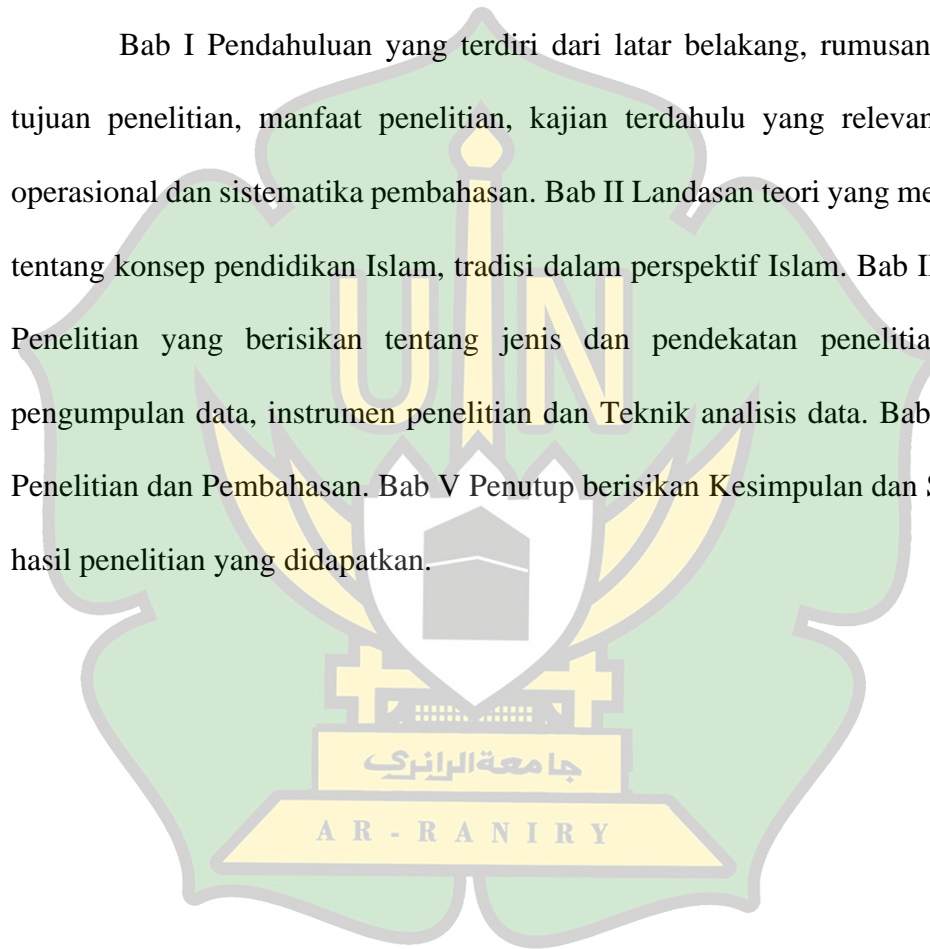 Bab I Pendahuluan yang terdiri dari latar belakang, rumusan
tujuan penelitian, manfaat penelitian, kajian terdahulu yang relevan
operasional dan sistematika pembahasan. Bab II Landasan teori yang me
tentang konsep pendidikan Islam, tradisi dalam perspektif Islam. Bab
Penelitian yang berisikan tentang jenis dan pendekatan penelitia
pengumpulan data, instrumen penelitian dan Teknik analisis data. Bab
Penelitian dan Pembahasan. Bab V Penutup berisikan Kesimpulan dan
hasil penelitian yang didapatkan.
UIN
جامعة الرانري
AR-RANIRY